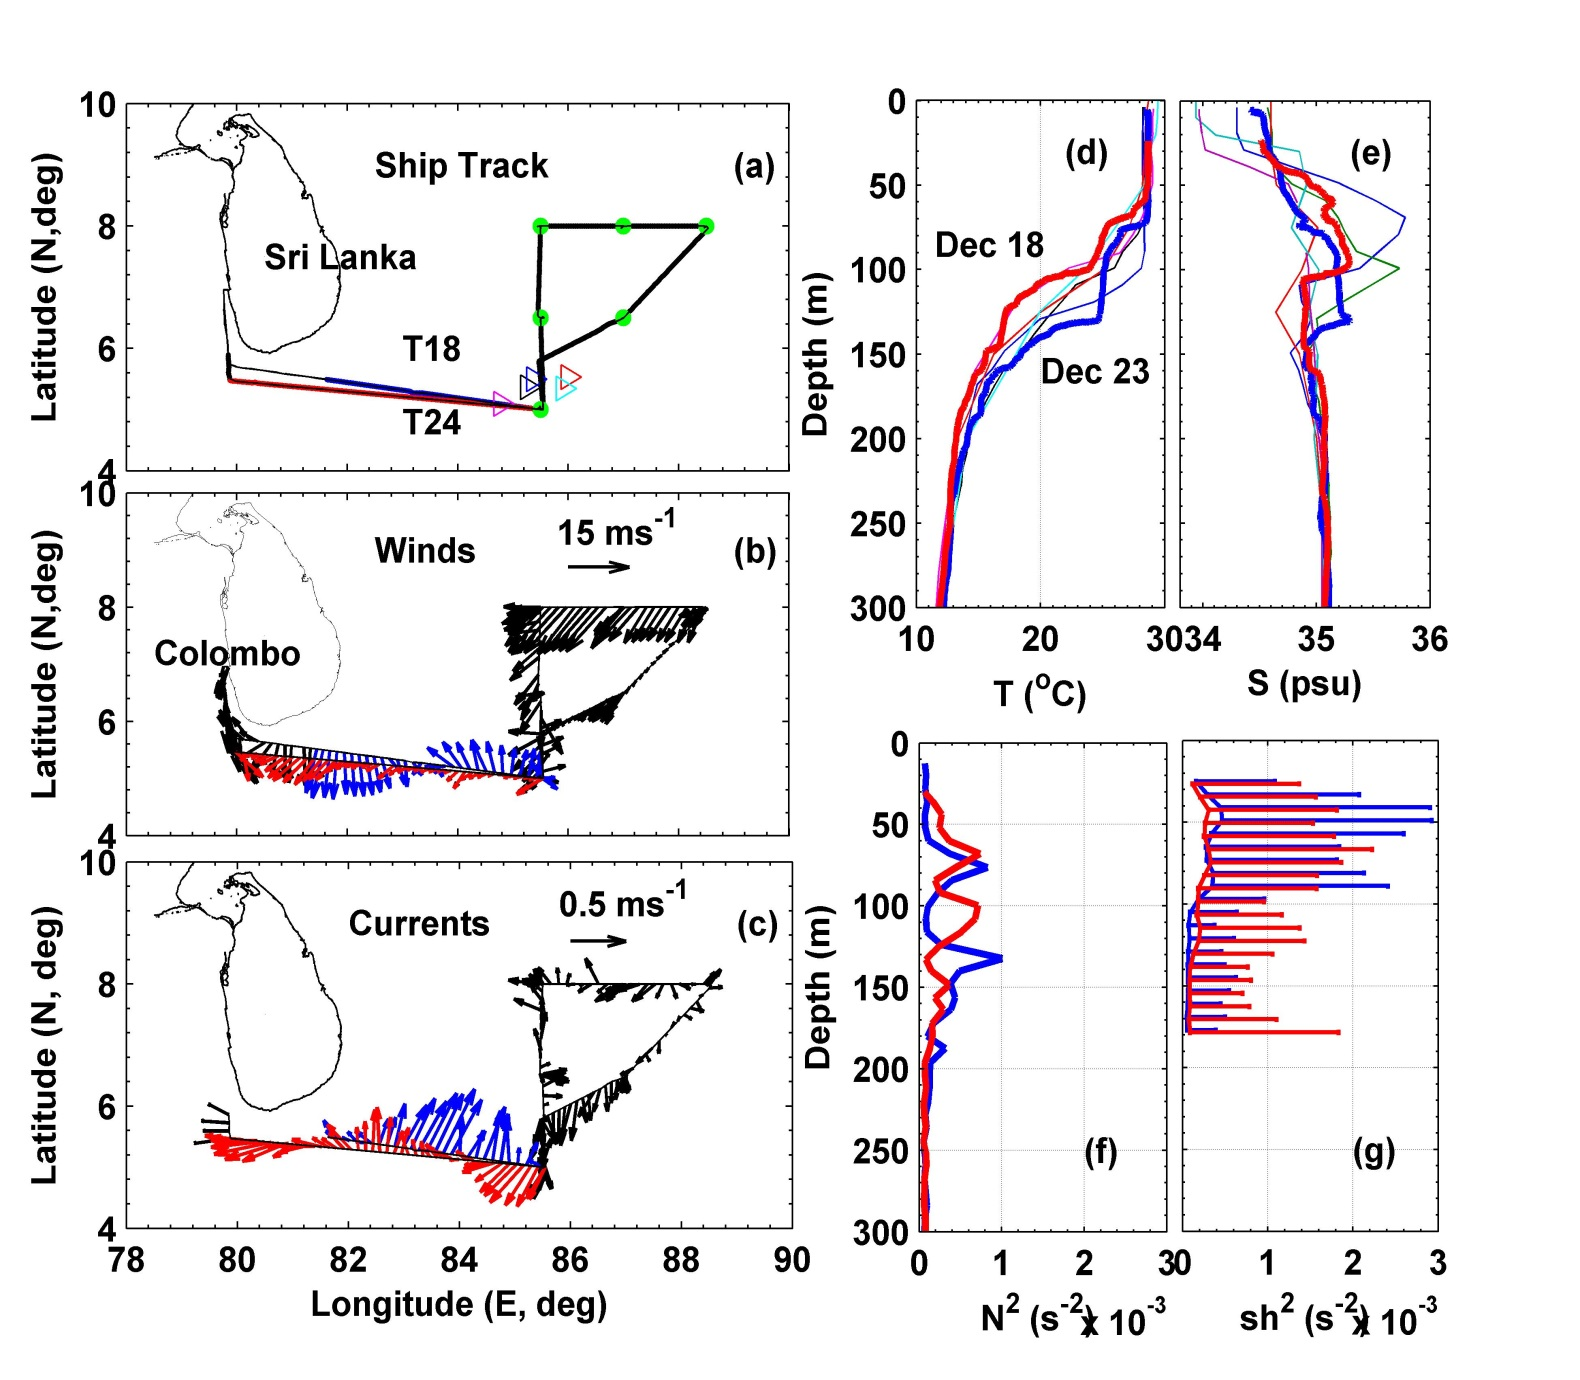 10
8
6
4
Latitude (N,deg)
Ship Track
(a)
Sri Lanka
T18
T24
10
8
6
4
Latitude (N,deg)
Winds
15 ms⁻¹
(b)
Colombo
10
8
6
4
Latitude (N, deg)
Currents
0.5 ms⁻¹
(c)
78 80 82 84 86 88 90
Longitude (E, deg)
0
50
100
150
200
250
300
Depth (m)
(d)
Dec 18
Dec 23
10 20 30
T (°C)
(e)
34 35 36
S (psu)
0
50
100
150
200
250
300
Depth (m)
(f)
0 1 2 3
N² (s⁻²) x 10⁻³
(g)
0 1 2 3
sh² (s⁻²) x 10⁻³